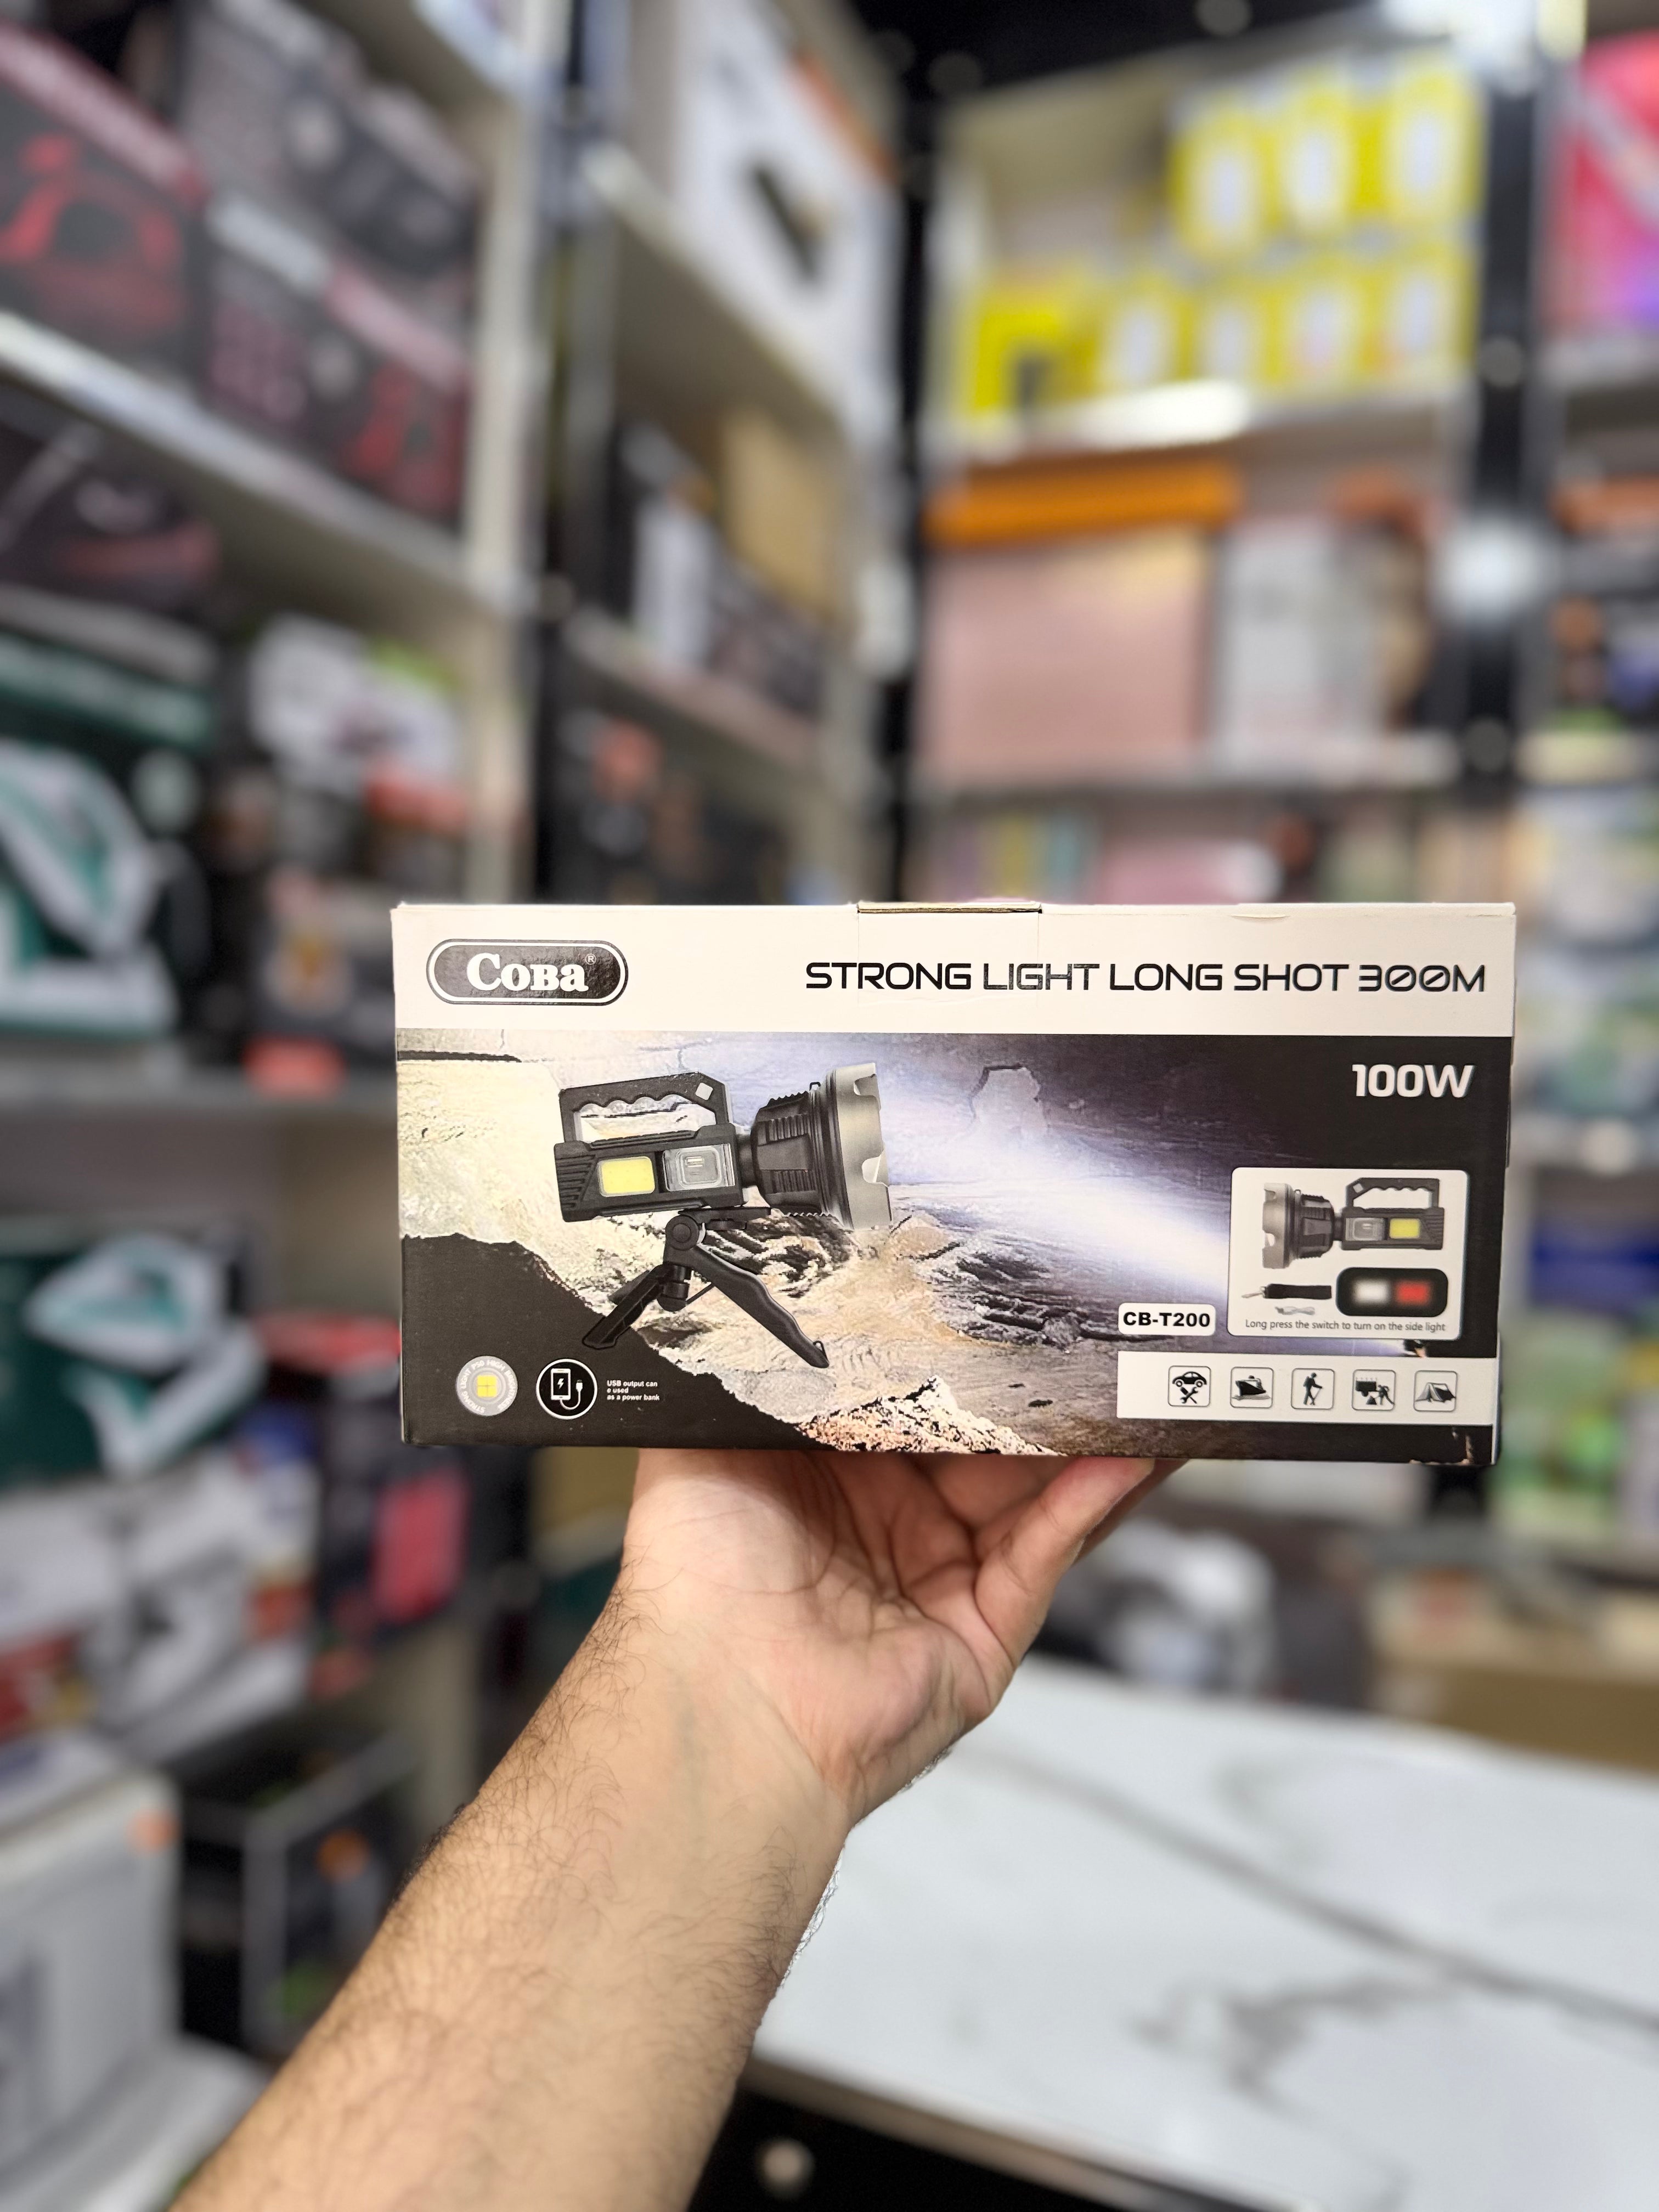 COBA®
STRONG LIGHT LONG SHOT 300M
100W
CB-T200
Long press the switch to turn on the side light
USB output can
e used
as a power bank